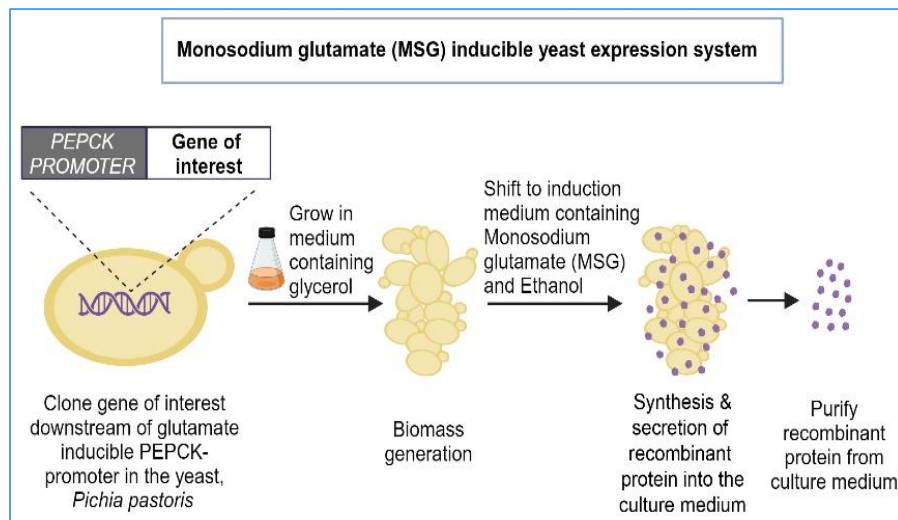 Monosodium glutamate (MSG) inducible yeast expression system
PEPCK
PROMOTER
Gene of
interest
Grow in
medium
containing
glycerol
Shift to induction
medium containing
Monosodium
glutamate (MSG)
and Ethanol
Clone gene of interest
downstream of glutamate
inducible PEPCK-
promoter in the yeast,
Pichia pastoris
Biomass
generation
Synthesis &
secretion of
recombinant
protein into the
culture medium
Purify
recombinant
protein from
culture medium